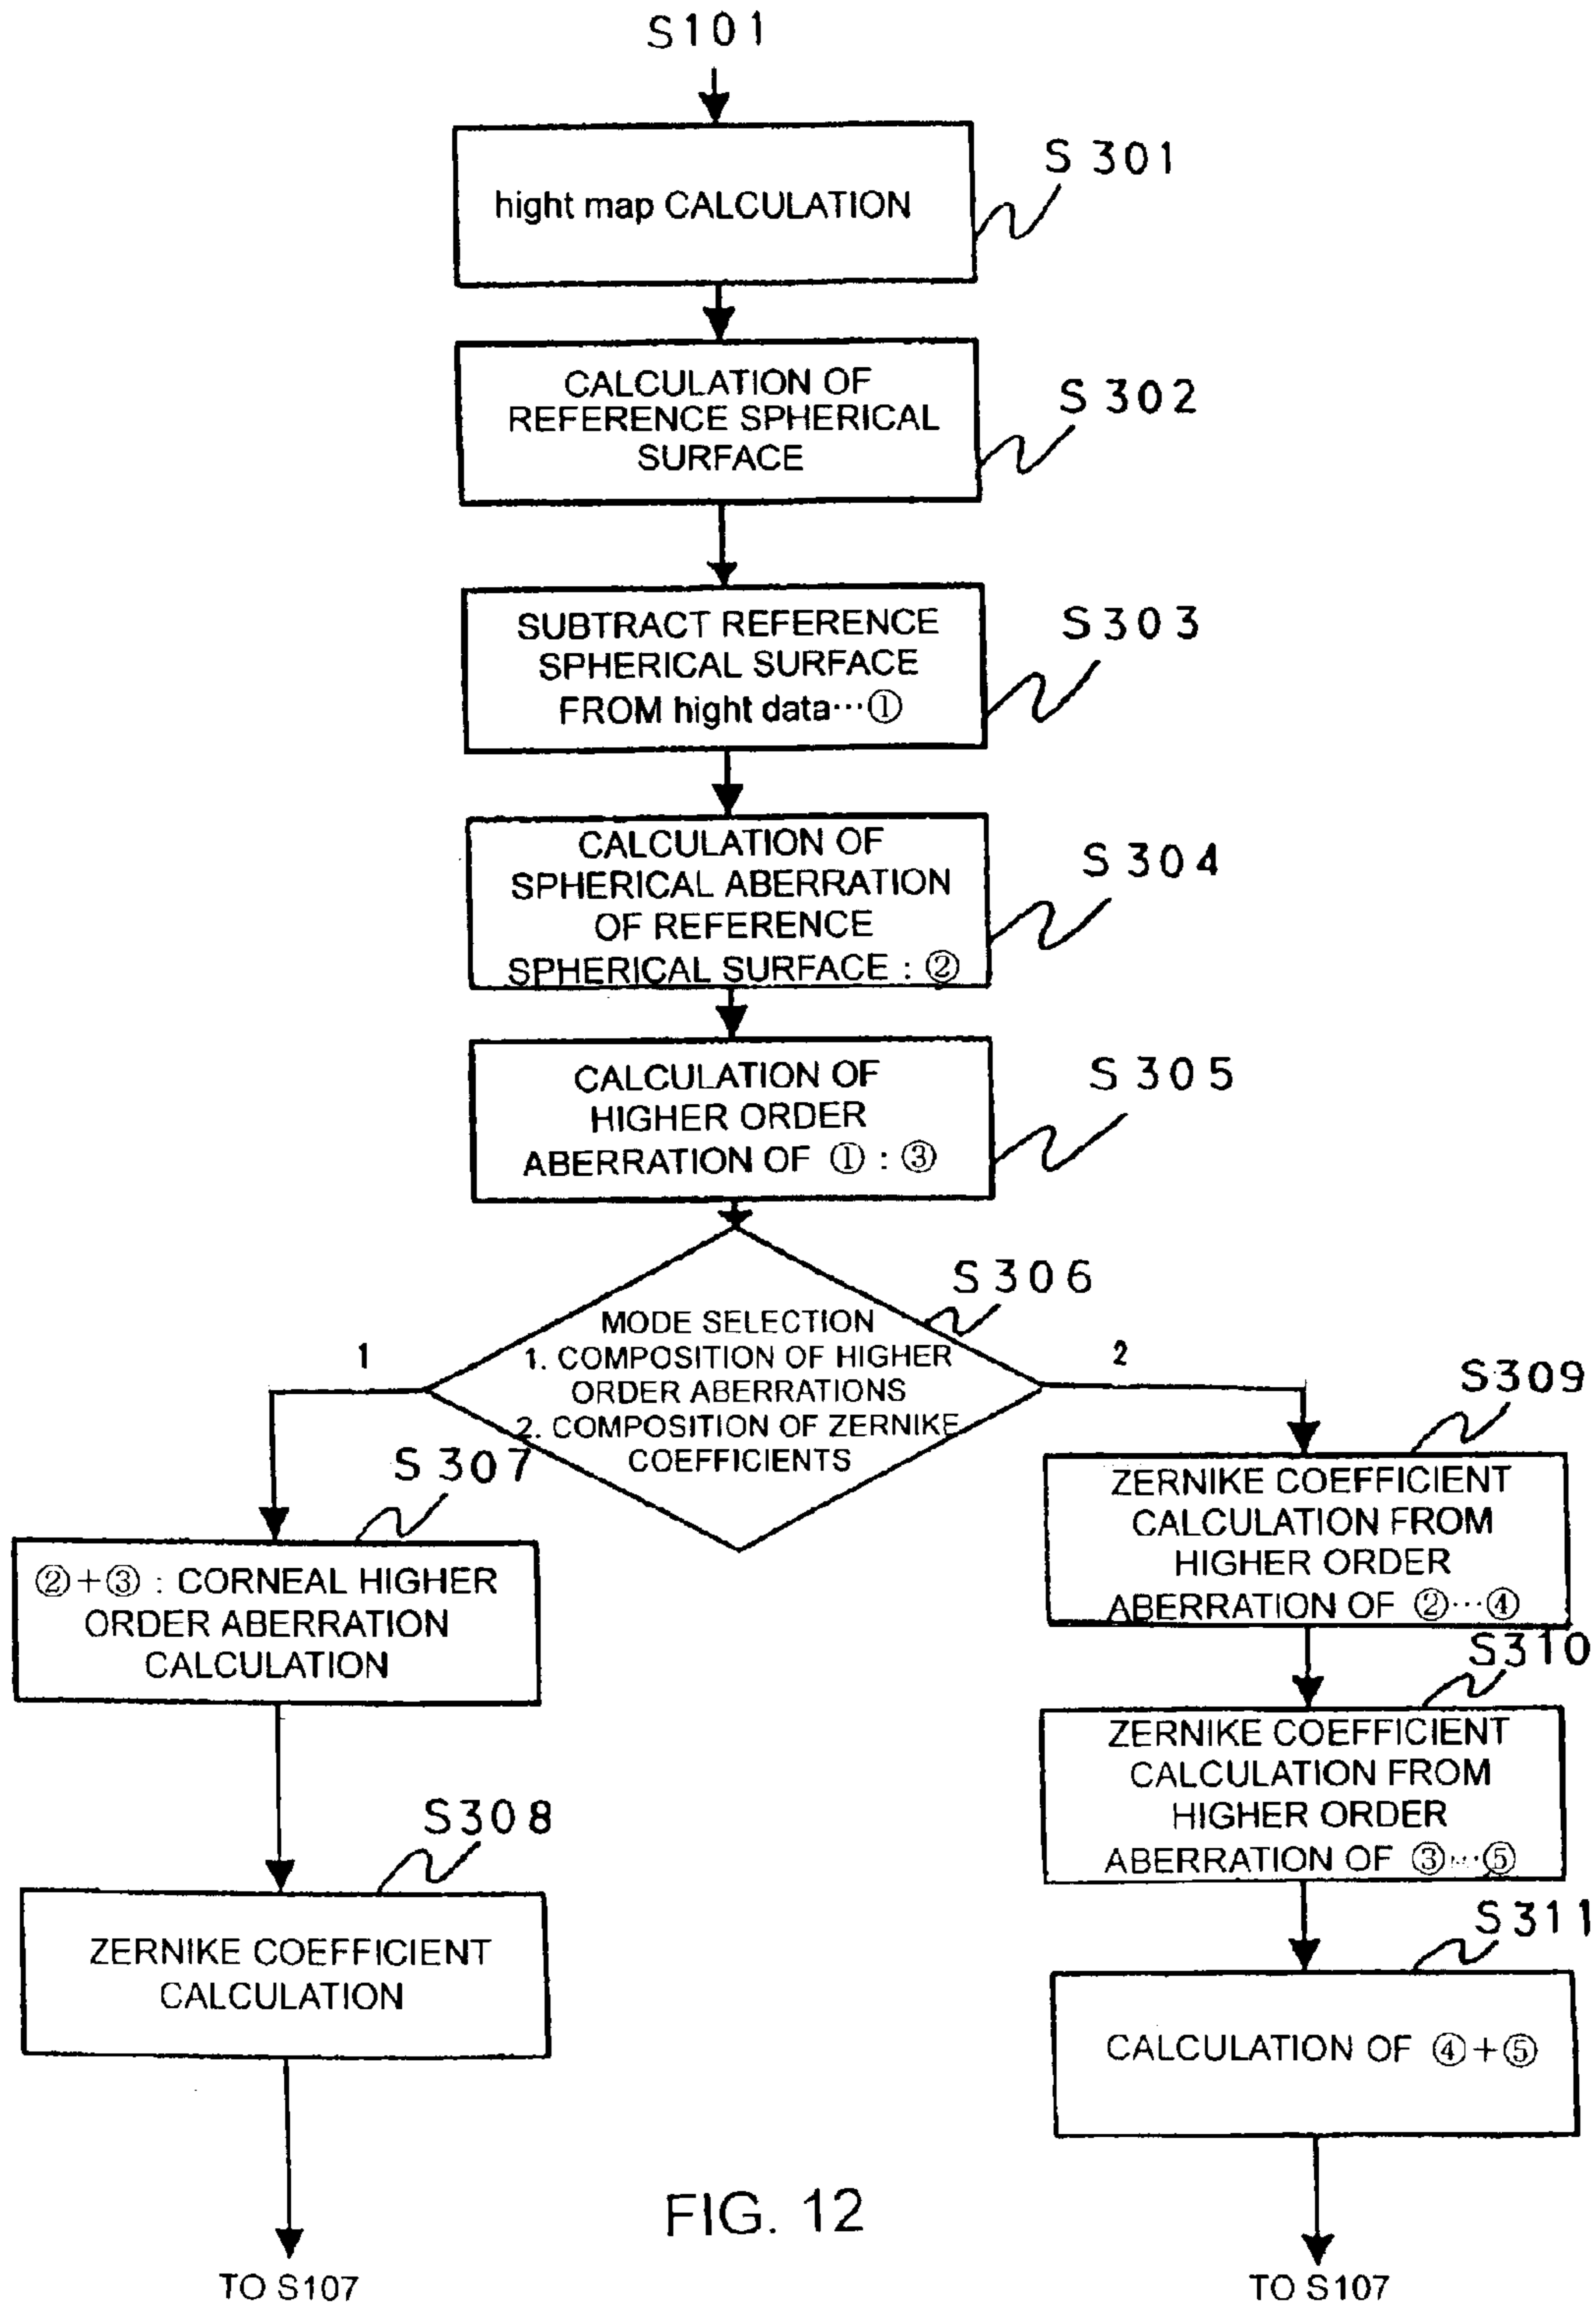 S101
hight map CALCULATION
S301
CALCULATION OF
REFERENCE SPHERICAL
SURFACE
S302
SUBTRACT REFERENCE
SPHERICAL SURFACE
FROM hight data…①
S303
CALCULATION OF
SPHERICAL ABERRATION
OF REFERENCE
SPHERICAL SURFACE : ②
S304
CALCULATION OF
HIGHER ORDER
ABERRATION OF ① : ③
S305
S306
MODE SELECTION
1. COMPOSITION OF HIGHER
ORDER ABERRATIONS
2. COMPOSITION OF ZERNIKE
COEFFICIENTS
1
2
S307
②+③ : CORNEAL HIGHER
ORDER ABERRATION
CALCULATION
S308
ZERNIKE COEFFICIENT
CALCULATION
TO S107
S309
ZERNIKE COEFFICIENT
CALCULATION FROM
HIGHER ORDER
ABERRATION OF ②…④
S310
ZERNIKE COEFFICIENT
CALCULATION FROM
HIGHER ORDER
ABERRATION OF ③…⑤
S311
CALCULATION OF ④+⑤
TO S107
FIG. 12